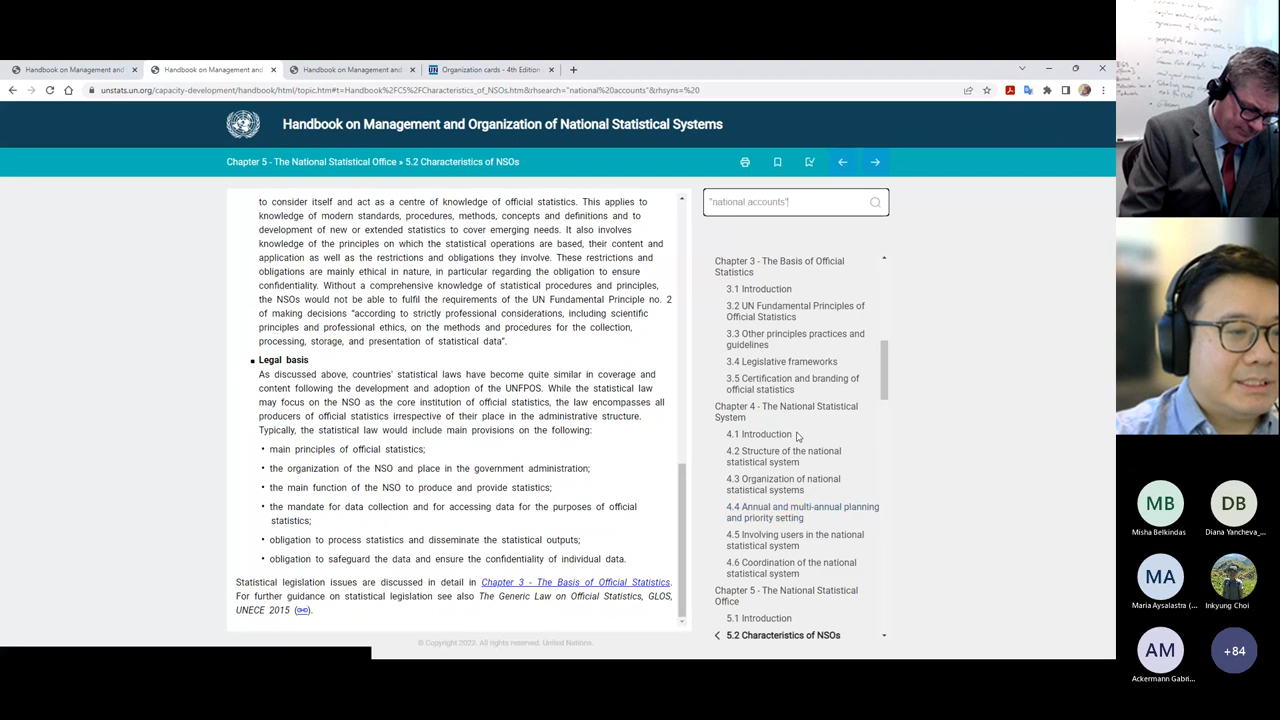 Handbook on Management and
Handbook on Management and
Handbook on Management and
Organization cards - 4th Edition -
unstats.un.org/capacity-development/handbook/html/topic.htm#t=Handbook%2FC5%2FCharacteristics_of_NSOs.htm&rhsearch="national%20accounts"&rhsyns=%20
Handbook on Management and Organization of National Statistical Systems
Chapter 5 - The National Statistical Office » 5.2 Characteristics of NSOs
to consider itself and act as a centre of knowledge of official statistics. This applies to
knowledge of modern standards, procedures, methods, concepts and definitions and to
development of new or extended statistics to cover emerging needs. It also involves
knowledge of the principles on which the statistical operations are based, their content and
application as well as the restrictions and obligations they involve. These restrictions and
obligations are mainly ethical in nature, in particular regarding the obligation to ensure
confidentiality. Without a comprehensive knowledge of statistical procedures and principles,
the NSOs would not be able to fulfil the requirements of the UN Fundamental Principle no. 2
of making decisions “according to strictly professional considerations, including scientific
principles and professional ethics, on the methods and procedures for the collection,
processing, storage, and presentation of statistical data”.
▪ Legal basis
As discussed above, countries' statistical laws have become quite similar in coverage and
content following the development and adoption of the UNFPOS. While the statistical law
may focus on the NSO as the core institution of official statistics, the law encompasses all
producers of official statistics irrespective of their place in the administrative structure.
Typically, the statistical law would include main provisions on the following:
• main principles of official statistics;
• the organization of the NSO and place in the government administration;
• the main function of the NSO to produce and provide statistics;
• the mandate for data collection and for accessing data for the purposes of official
statistics;
• obligation to process statistics and disseminate the statistical outputs;
• obligation to safeguard the data and ensure the confidentiality of individual data.
Statistical legislation issues are discussed in detail in Chapter 3 - The Basis of Official Statistics.
For further guidance on statistical legislation see also The Generic Law on Official Statistics, GLOS,
UNECE 2015 ( ).
© Copyright 2022. All rights reserved. United Nations.
"national accounts"
Chapter 3 - The Basis of Official
Statistics
3.1 Introduction
3.2 UN Fundamental Principles of
Official Statistics
3.3 Other principles practices and
guidelines
3.4 Legislative frameworks
3.5 Certification and branding of
official statistics
Chapter 4 - The National Statistical
System
4.1 Introduction
4.2 Structure of the national
statistical system
4.3 Organization of national
statistical systems
4.4 Annual and multi-annual planning
and priority setting
4.5 Involving users in the national
statistical system
4.6 Coordination of the national
statistical system
Chapter 5 - The National Statistical
Office
5.1 Introduction
5.2 Characteristics of NSOs
MB
Misha Belkindas
DB
Diana Yancheva_...
MA
Maria Aysalastra (...
Inkyung Choi
AM
Ackermann Gabri...
+84